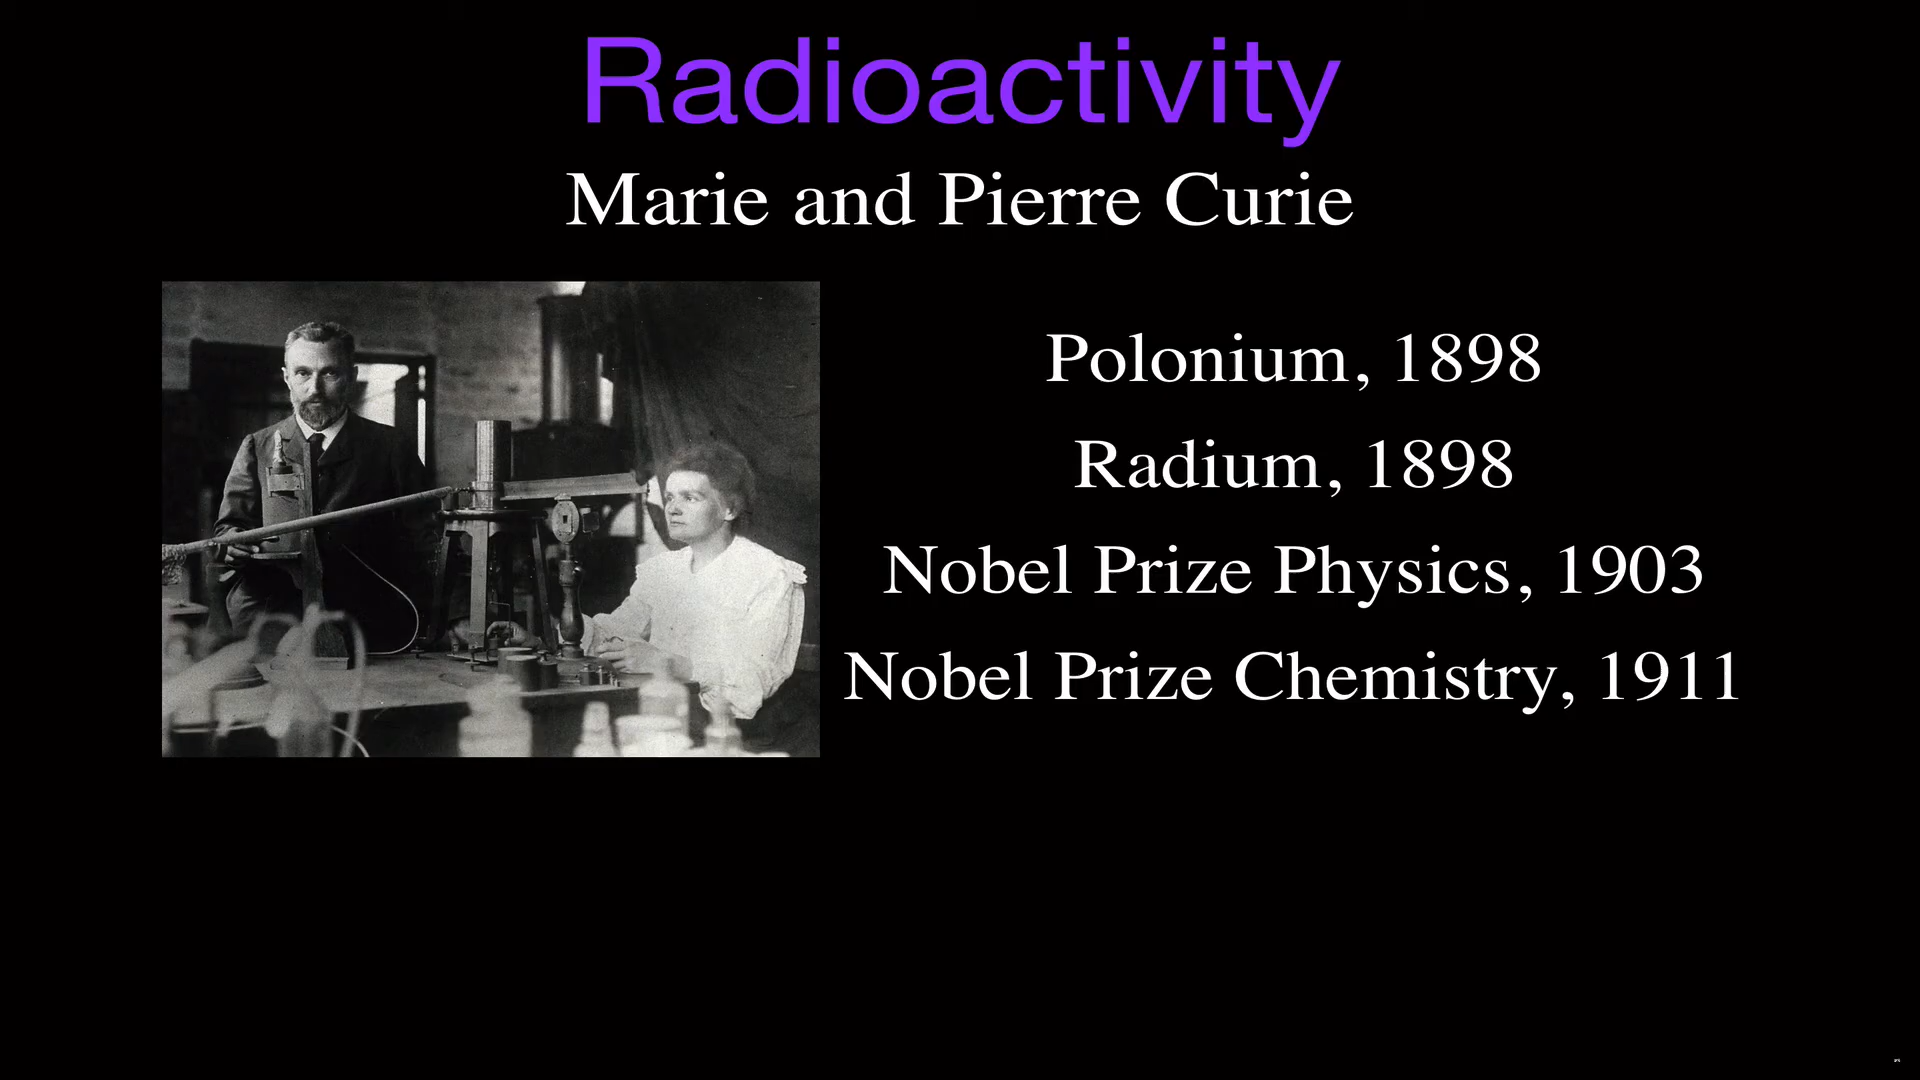 Radioactivity
Marie and Pierre Curie
Polonium, 1898
Radium, 1898
Nobel Prize Physics, 1903
Nobel Prize Chemistry, 1911